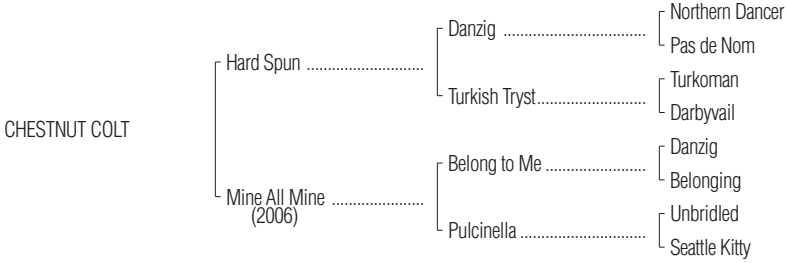 Northern Dancer
Danzig ................................
Pas de Nom
Hard Spun ..........................
Turkoman
Turkish Tryst........................
Darbyvail
CHESTNUT COLT
Danzig
Belong to Me ......................
Belonging
Mine All Mine .....................
(2006)
Unbridled
Pulcinella ............................
Seattle Kitty